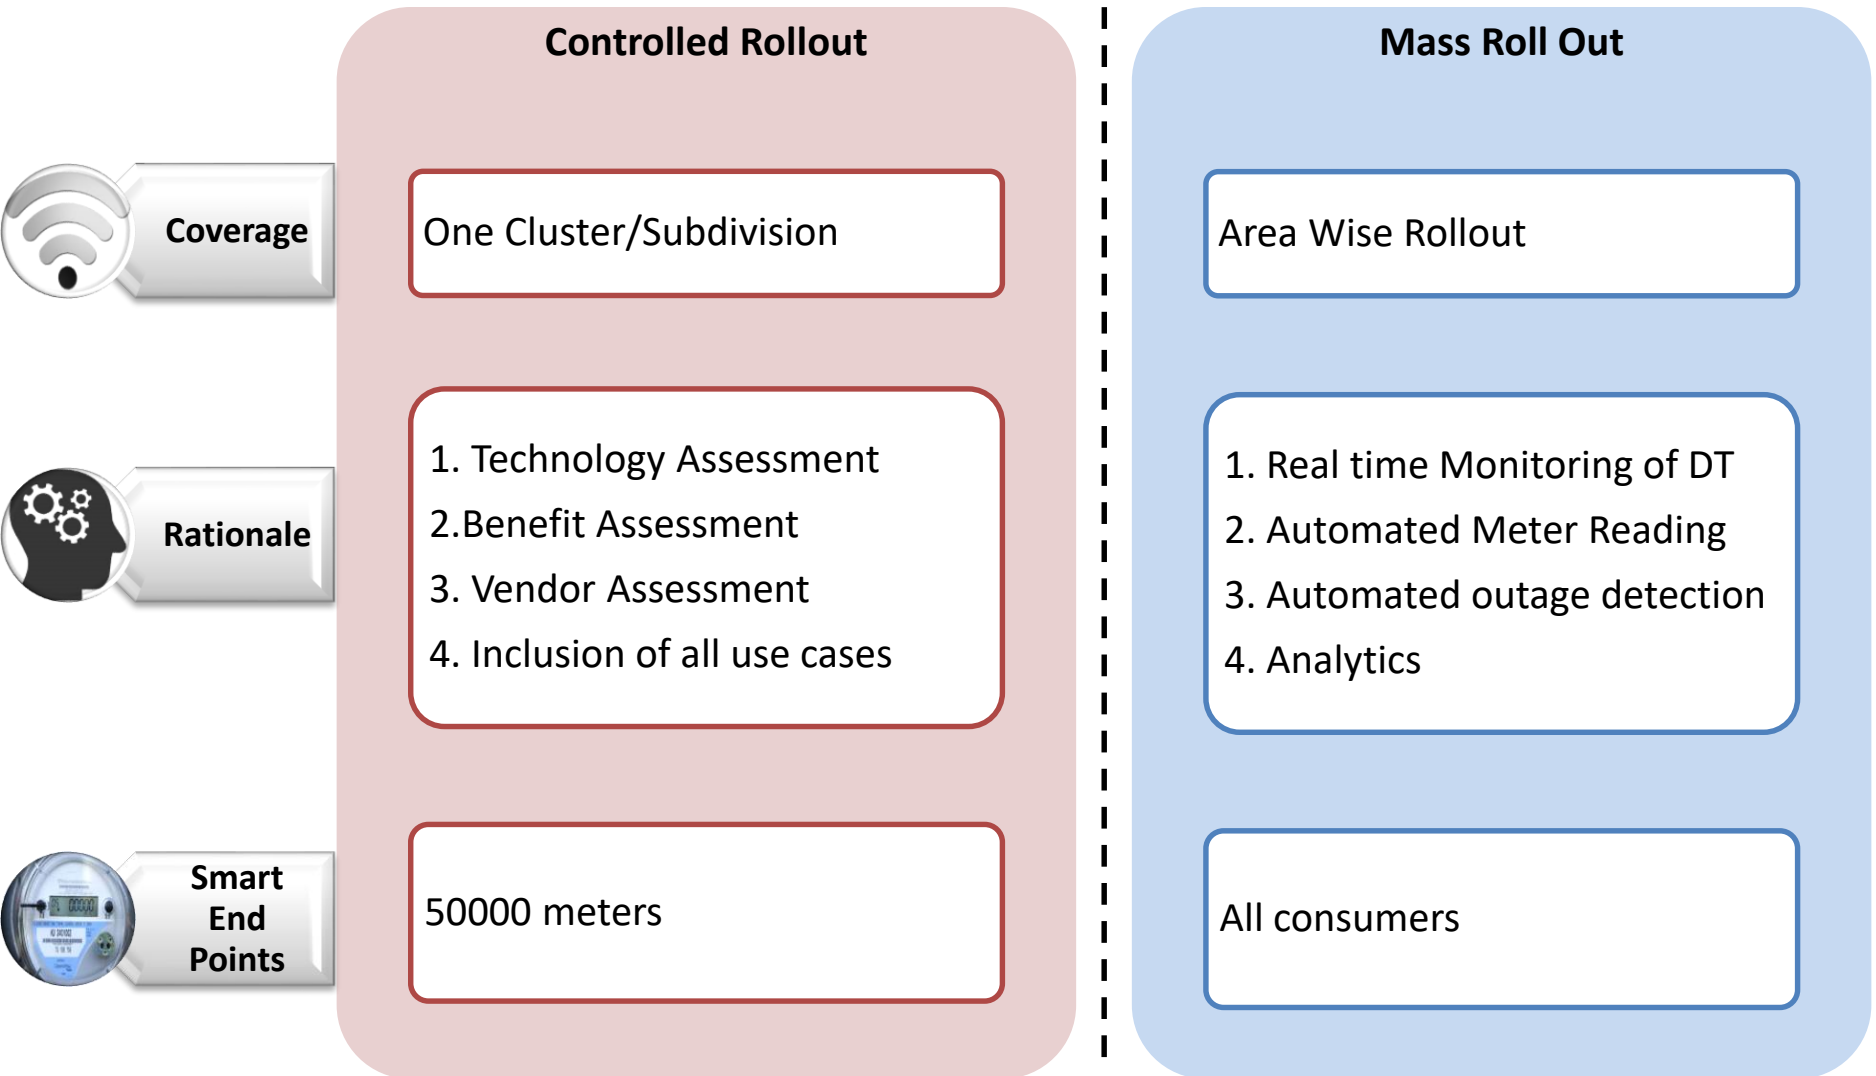 Controlled Rollout
Mass Roll Out
Coverage
One Cluster/Subdivision
Area Wise Rollout
Rationale
1. Technology Assessment
2.Benefit Assessment
3. Vendor Assessment
4. Inclusion of all use cases
1. Real time Monitoring of DT
2. Automated Meter Reading
3. Automated outage detection
4. Analytics
Smart
End
Points
50000 meters
All consumers